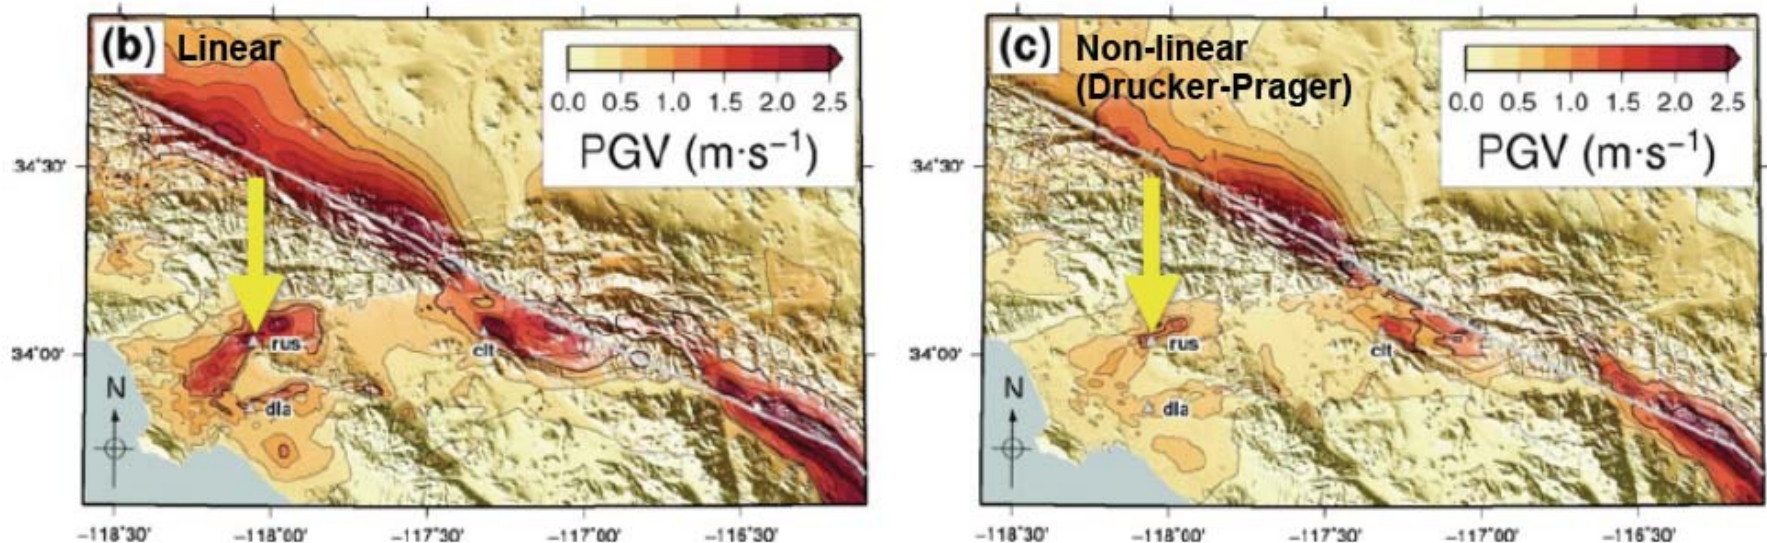 (b) Linear
0.0 0.5 1.0 1.5 2.0 2.5
PGV (m·s⁻¹)
34°30'
34°00'
rus
clt
dla
N
−118°30' −118°00' −117°30' −117°00' −116°30'
(c) Non-linear
(Drucker-Prager)
0.0 0.5 1.0 1.5 2.0 2.5
PGV (m·s⁻¹)
34°30'
34°00'
rus
clt
dla
N
−118°30' −118°00' −117°30' −117°00' −116°30'